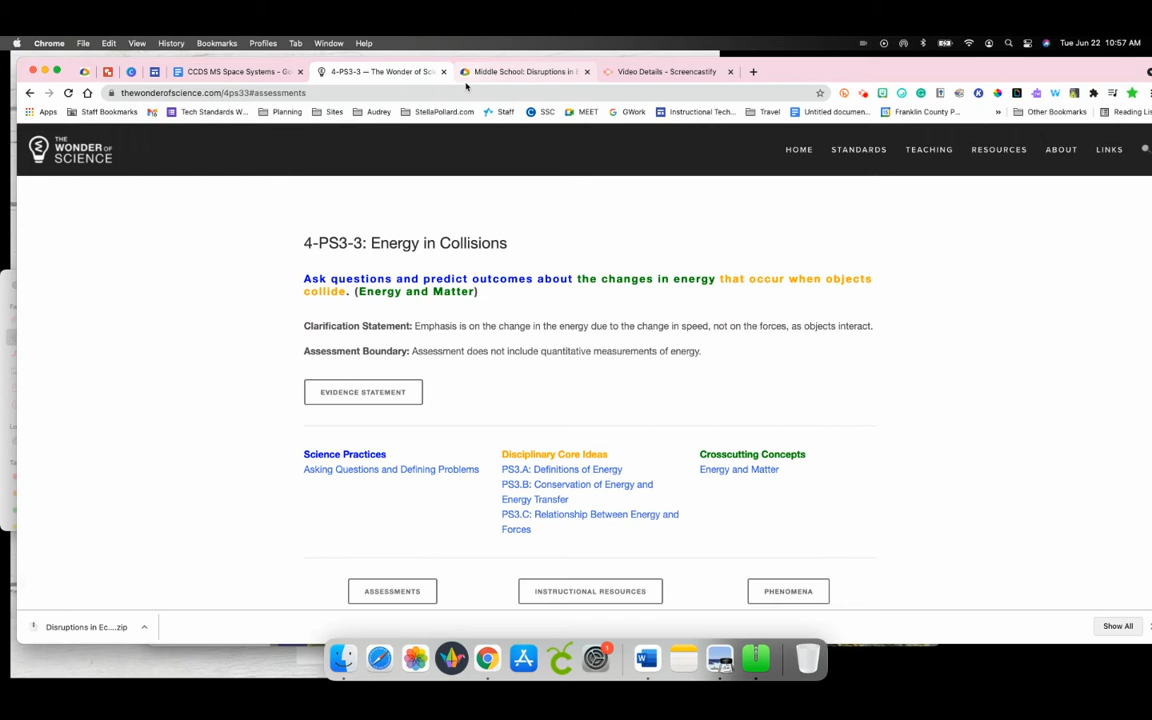 Chrome File Edit View History Bookmarks Profiles Tab Window Help Tue Jun 22 10:57 AM
CCDS MS Space Systems - Go 4-PS3-3 — The Wonder of Sci Middle School: Disruptions in Video Details - Screencastify
thewonderofscience.com/4ps33#assessments
Apps Staff Bookmarks Tech Standards W... Planning Sites Audrey StellaPollard.com Staff SSC MEET GWork Instructional Tech... Travel Untitled documen... Franklin County P... » Other Bookmarks Reading List
THE
WONDER OF
SCIENCE
HOME STANDARDS TEACHING RESOURCES ABOUT LINKS
4-PS3-3: Energy in Collisions
Ask questions and predict outcomes about the changes in energy that occur when objects
collide. (Energy and Matter)
Clarification Statement: Emphasis is on the change in the energy due to the change in speed, not on the forces, as objects interact.
Assessment Boundary: Assessment does not include quantitative measurements of energy.
EVIDENCE STATEMENT
Science Practices Disciplinary Core Ideas Crosscutting Concepts
Asking Questions and Defining Problems PS3.A: Definitions of Energy Energy and Matter
PS3.B: Conservation of Energy and
Energy Transfer
PS3.C: Relationship Between Energy and
Forces
ASSESSMENTS INSTRUCTIONAL RESOURCES PHENOMENA
Disruptions in Ec....zip Show All
1